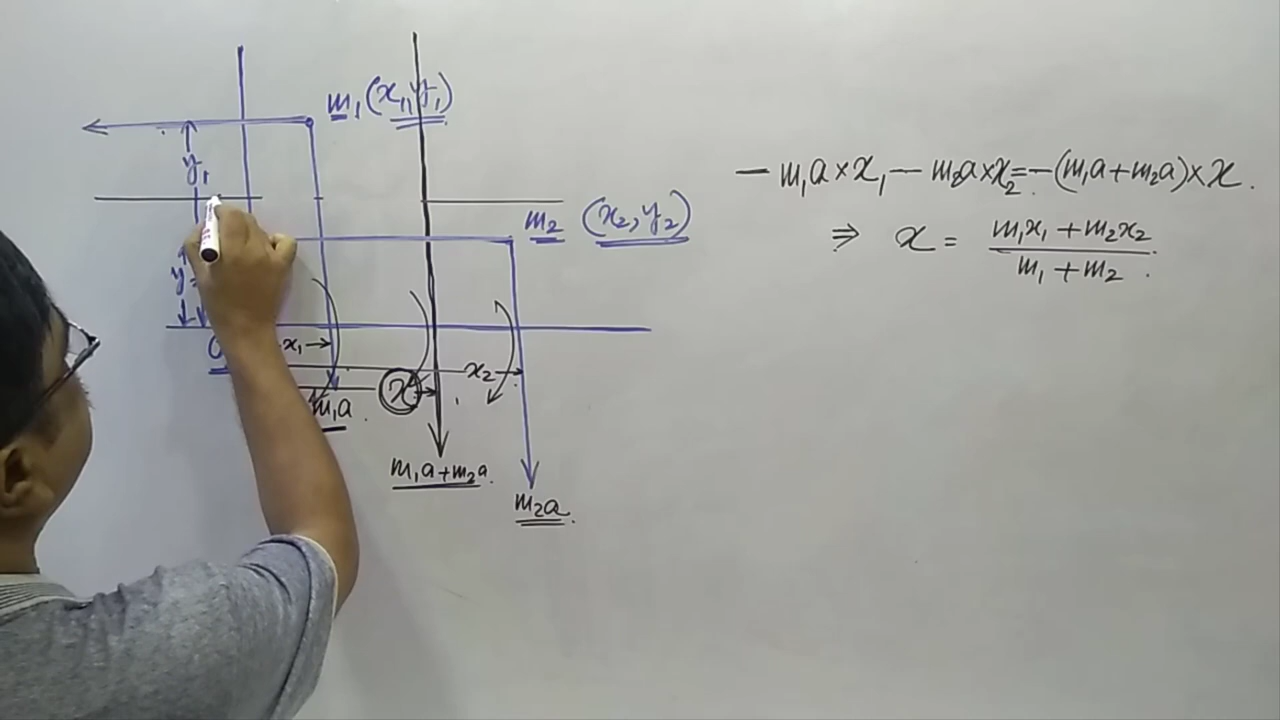 m₁ (x₁, y₁)
y₁
m₂ (x₂, y₂)
y₂
O
x₁
x₂
x
m₁a
m₁a + m₂a
m₂a
− m₁a × x₁ − m₂a × x₂ = −(m₁a + m₂a) × x
⇒ x = (m₁x₁ + m₂x₂) / (m₁ + m₂)